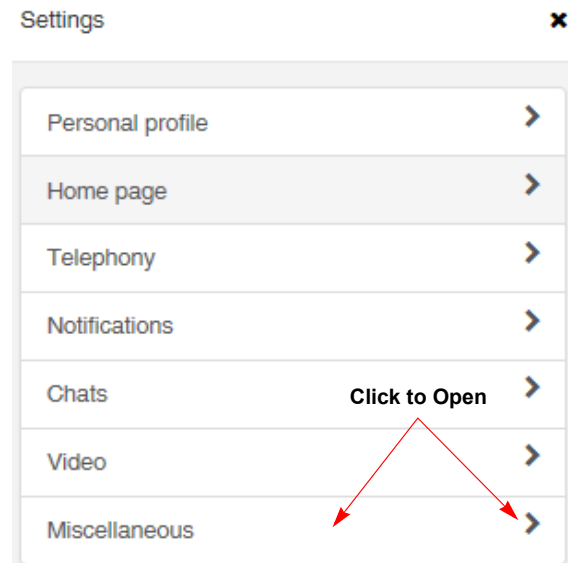 Settings
Personal profile
Home page
Telephony
Notifications
Chats
Click to Open
Video
Miscellaneous